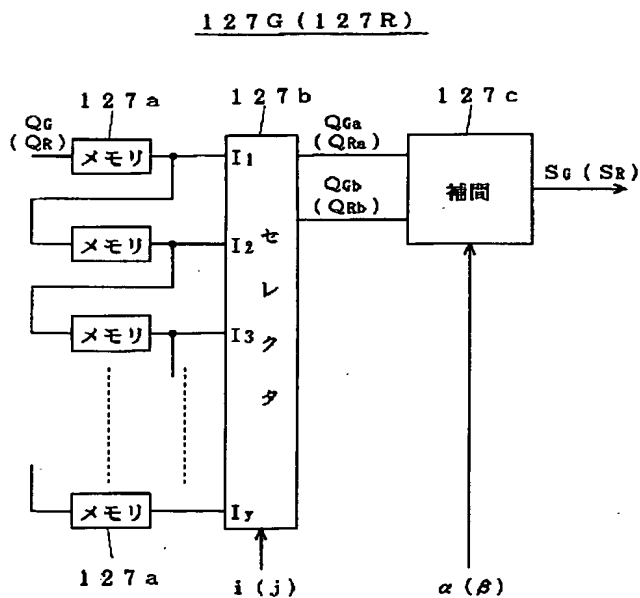 127G (127R)
127a
127b
127c
QG
(QR)
メモリ
I1
QGa
(QRa)
QGb
(QRb)
補間
SG (SR)
メモリ
I2
メモリ
I3
セレクタ
メモリ
Iy
127a
i (j)
α (β)